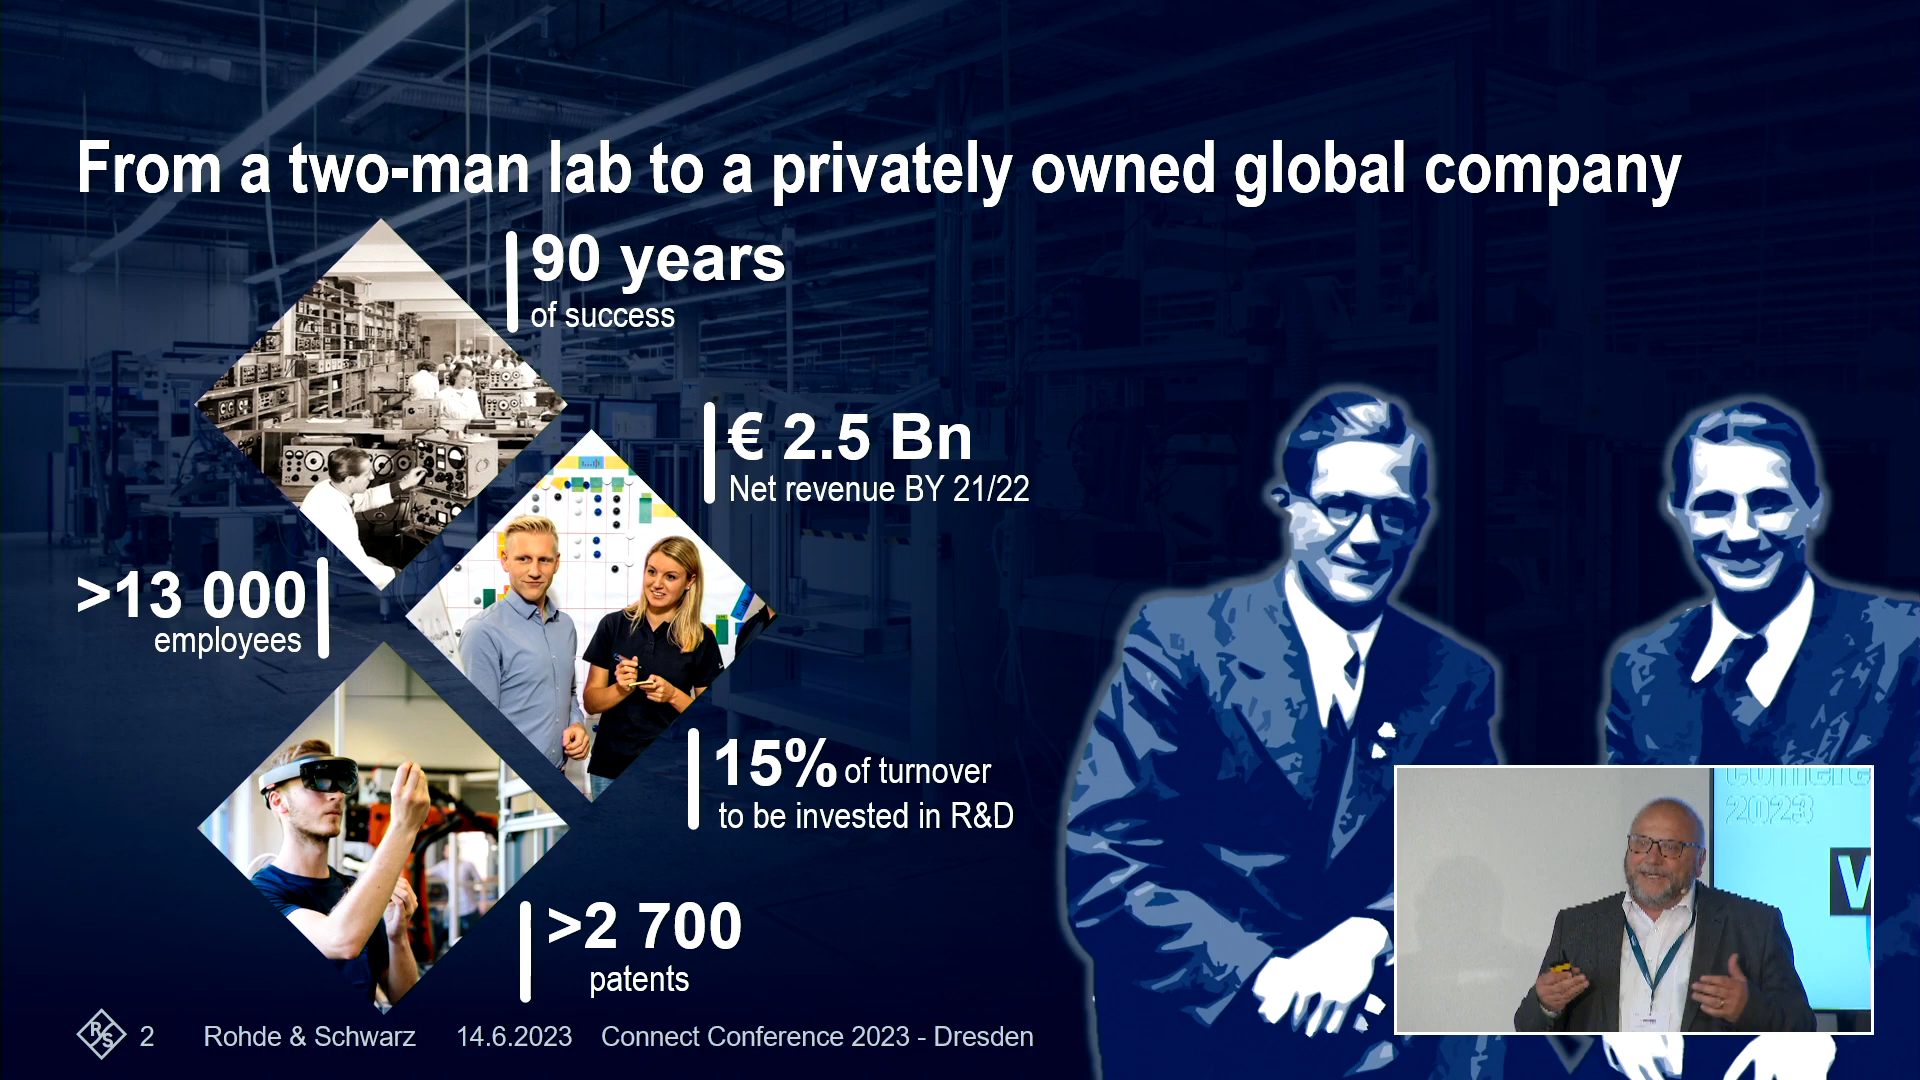 From a two-man lab to a privately owned global company
90 years
of success
€ 2.5 Bn
Net revenue BY 21/22
>13 000
employees
15% of turnover
to be invested in R&D
>2 700
patents
RS
2 Rohde & Schwarz 14.6.2023 Connect Conference 2023 - Dresden
2023